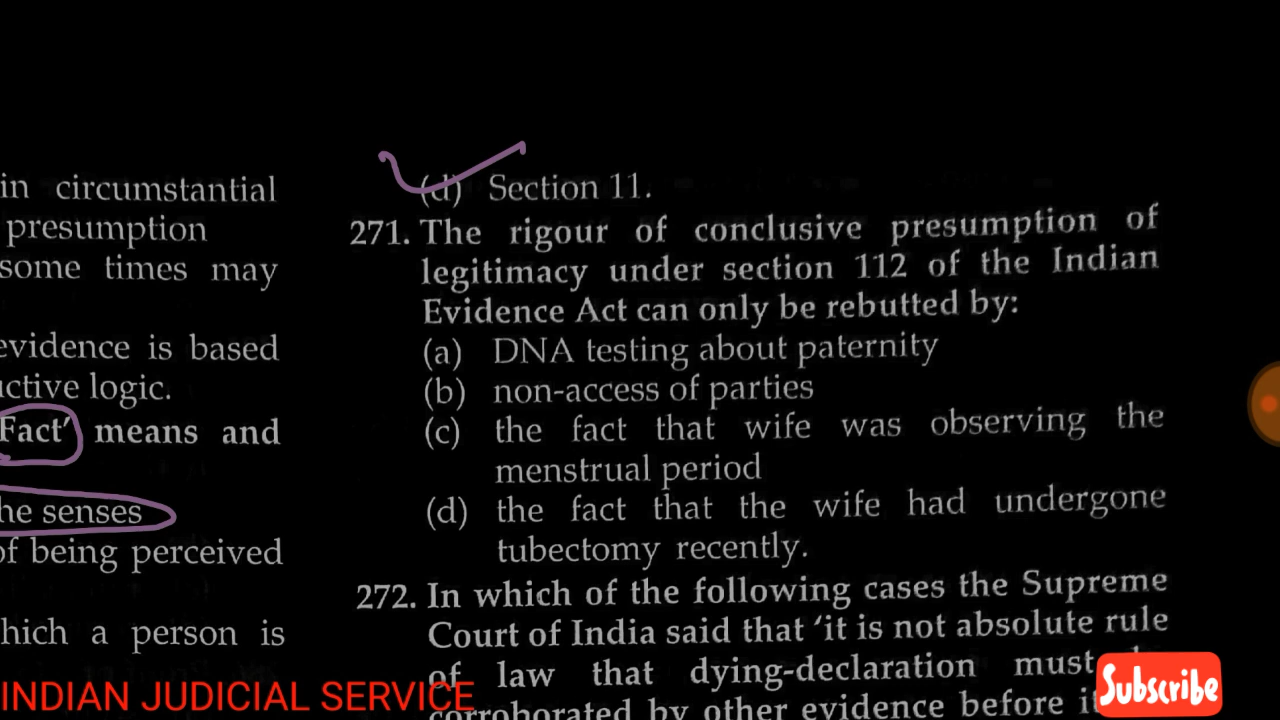 in circumstantial
presumption
some times may
evidence is based
uctive logic.
Fact' means and
he senses
of being perceived
hich a person is
(d) Section 11.
271. The rigour of conclusive presumption of
legitimacy under section 112 of the Indian
Evidence Act can only be rebutted by:
(a) DNA testing about paternity
(b) non-access of parties
(c) the fact that wife was observing the
menstrual period
(d) the fact that the wife had undergone
tubectomy recently.
272. In which of the following cases the Supreme
Court of India said that 'it is not absolute rule
of law that dying-declaration must
corroborated by other evidence before
INDIAN JUDICIAL SERVICE
Subscribe